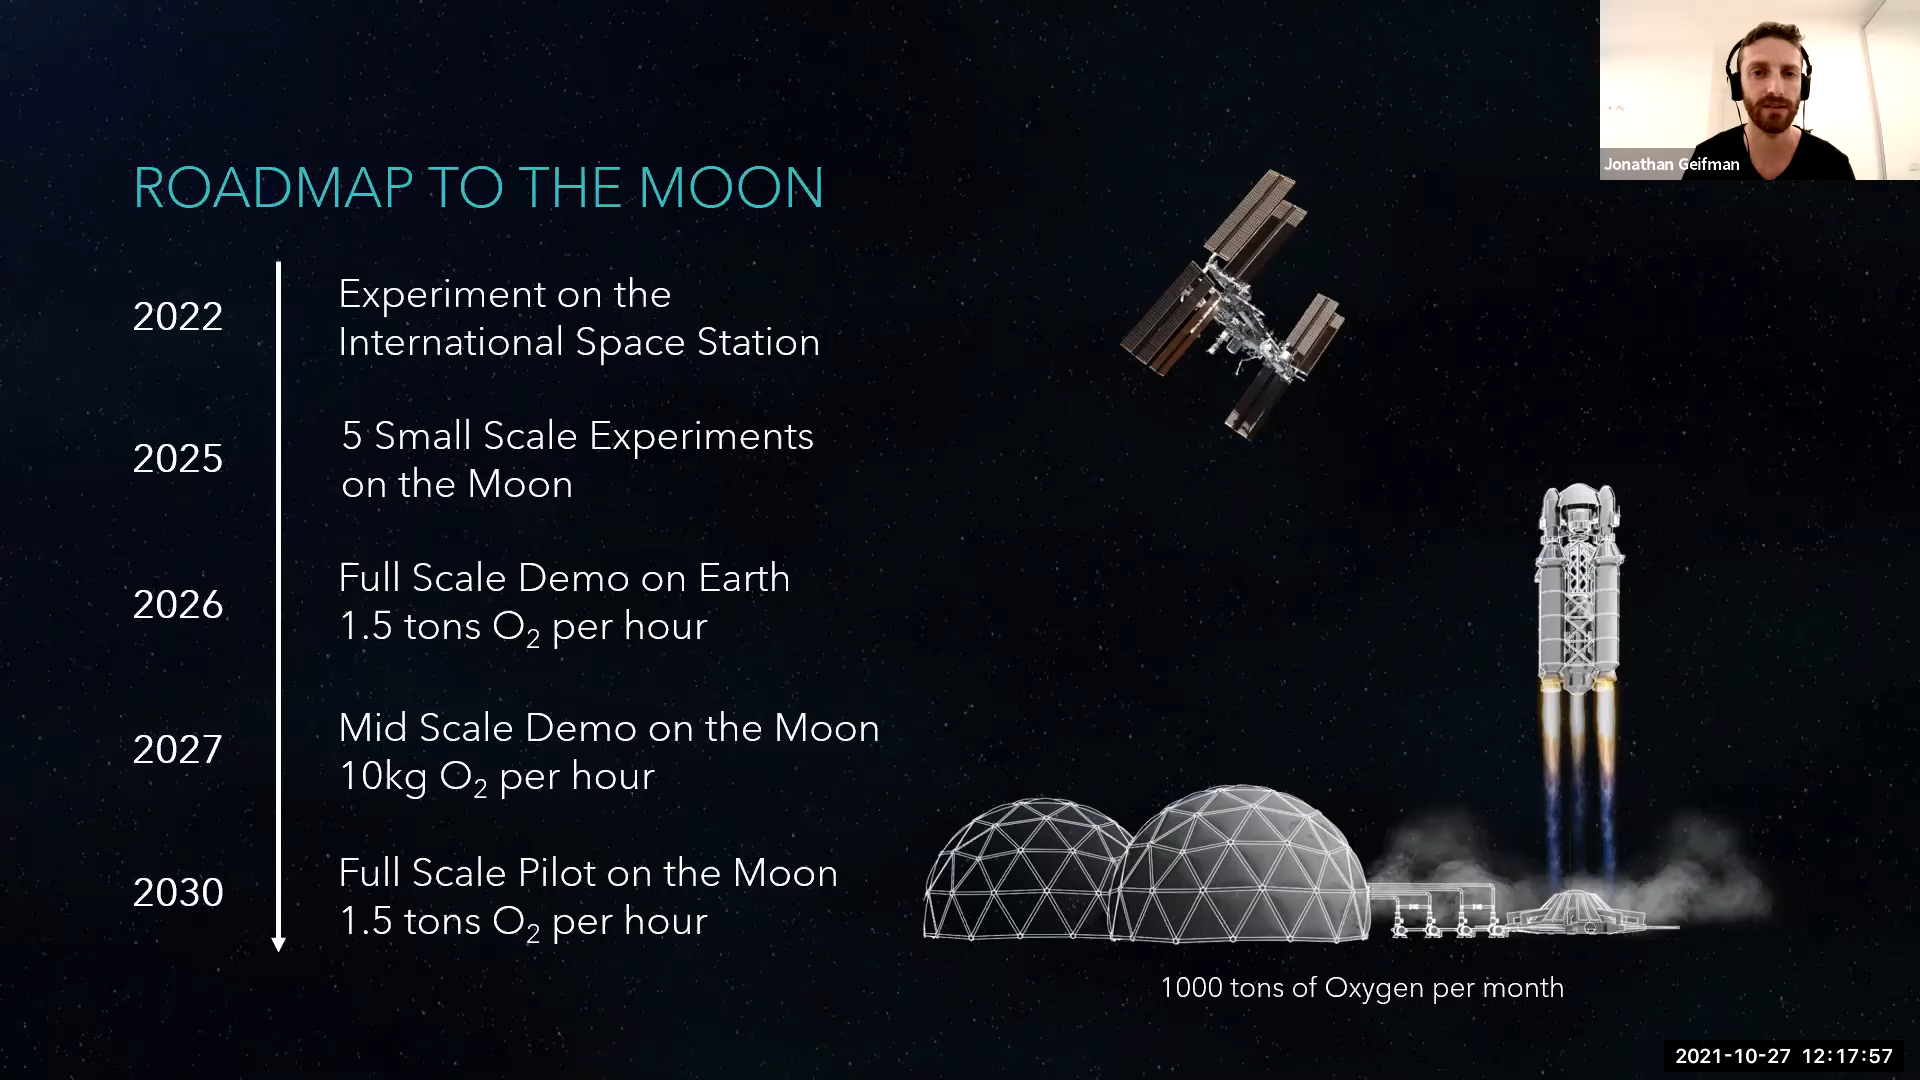 Jonathan Geifman
ROADMAP TO THE MOON
2022
Experiment on the
International Space Station
2025
5 Small Scale Experiments
on the Moon
2026
Full Scale Demo on Earth
1.5 tons O₂ per hour
2027
Mid Scale Demo on the Moon
10kg O₂ per hour
2030
Full Scale Pilot on the Moon
1.5 tons O₂ per hour
1000 tons of Oxygen per month
2021-10-27 12:17:57